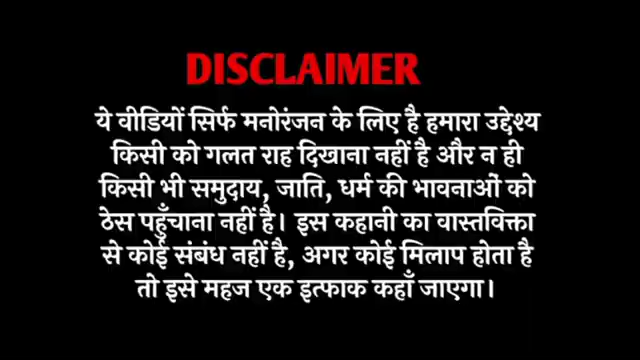 DISCLAIMER
ये वीडियों सिर्फ मनोरंजन के लिए है हमारा उद्देश्य
किसी को गलत राह दिखाना नहीं है और न ही
किसी भी समुदाय, जाति, धर्म की भावनाओं को
ठेस पहुँचाना नहीं है। इस कहानी का वास्तविक्ता
से कोई संबंध नहीं है, अगर कोई मिलाप होता है
तो इसे महज एक इत्फाक कहाँ जाएगा।